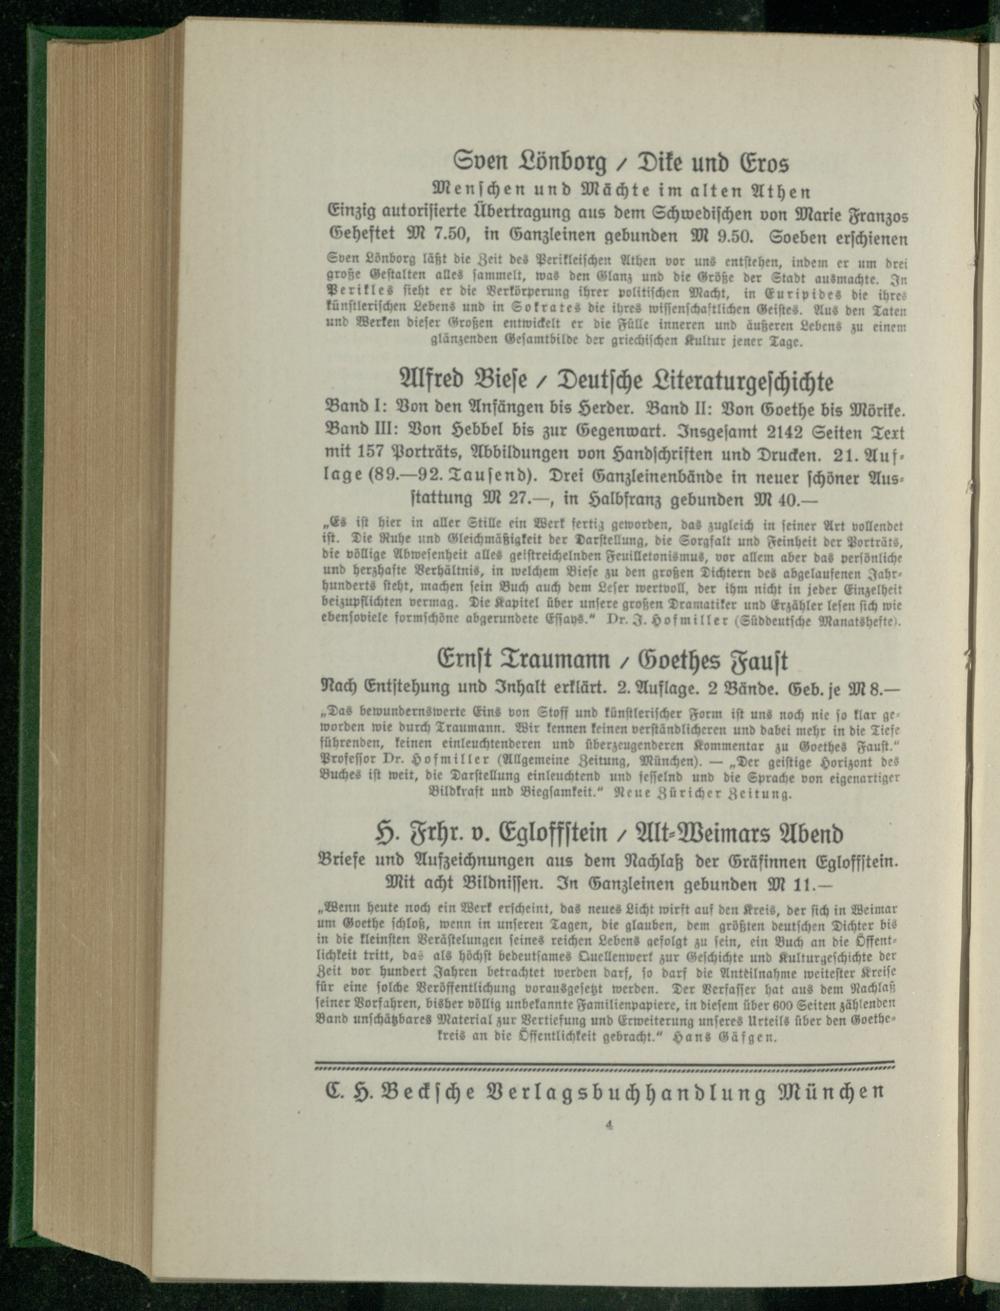 Sven Lönborg / Dike und Eros
Menschen und Mächte im alten Athen
Einzig autorisierte Übertragung aus dem Schwedischen von Marie Franzos
Geheftet M 7.50, in Ganzleinen gebunden M 9.50. Soeben erschienen
Sven Lönborg läßt die Zeit des Perikleischen Athen vor uns entstehen, indem er um drei
große Gestalten alles sammelt, was den Glanz und die Größe der Stadt ausmachte. In
Perikles sieht er die Verkörperung ihrer politischen Macht, in Euripides die ihres
künstlerischen Lebens und in Sokrates die ihres wissenschaftlichen Geistes. Aus den Taten
und Werken dieser Großen entwickelt er die Fülle inneren und äußeren Lebens zu einem
glänzenden Gesamtbilde der griechischen Kultur jener Tage.
Alfred Biese / Deutsche Literaturgeschichte
Band I: Von den Anfängen bis Herder. Band II: Von Goethe bis Mörike.
Band III: Von Hebbel bis zur Gegenwart. Insgesamt 2142 Seiten Text
mit 157 Porträts, Abbildungen von Handschriften und Drucken. 21. Auf-
lage (89.—92. Tausend). Drei Ganzleinenbände in neuer schöner Aus-
stattung M 27.—, in Halbfranz gebunden M 40.—
„Es ist hier in aller Stille ein Werk fertig geworden, das zugleich in seiner Art vollendet
ist. Die Ruhe und Gleichmäßigkeit der Darstellung, die Sorgfalt und Feinheit der Porträts,
die völlige Abwesenheit alles geistreichelnden Feuilletonismus, vor allem aber das persönliche
und herzhafte Verhältnis, in welchem Biese zu den großen Dichtern des abgelaufenen Jahr-
hunderts steht, machen sein Buch auch dem Leser wertvoll, der ihm nicht in jeder Einzelheit
beizupflichten vermag. Die Kapitel über unsere großen Dramatiker und Erzähler lesen sich wie
ebensoviele formschöne abgerundete Essays.“ Dr. J. Hofmiller (Süddeutsche Manatshefte).
Ernst Traumann / Goethes Faust
Nach Entstehung und Inhalt erklärt. 2. Auflage. 2 Bände. Geb. je M 8.—
„Das bewundernswerte Eins von Stoff und künstlerischer Form ist uns noch nie so klar ge-
worden wie durch Traumann. Wir kennen keinen verständlicheren und dabei mehr in die Tiefe
führenden, keinen einleuchtenderen und überzeugenderen Kommentar zu Goethes Faust.“
Professor Dr. Hofmiller (Allgemeine Zeitung, München). — „Der geistige Horizont des
Buches ist weit, die Darstellung einleuchtend und fesselnd und die Sprache von eigenartiger
Bildkraft und Biegsamkeit.“ Neue Züricher Zeitung.
H. Frhr. v. Egloffstein / Alt-Weimars Abend
Briefe und Aufzeichnungen aus dem Nachlaß der Gräfinnen Egloffstein.
Mit acht Bildnissen. In Ganzleinen gebunden M 11.—
„Wenn heute noch ein Werk erscheint, das neues Licht wirft auf den Kreis, der sich in Weimar
um Goethe schloß, wenn in unseren Tagen, die glauben, dem größten deutschen Dichter bis
in die kleinsten Verästelungen seines reichen Lebens gefolgt zu sein, ein Buch an die Öffent-
lichkeit tritt, das als höchst bedeutsames Quellenwerk zur Geschichte und Kulturgeschichte der
Zeit vor hundert Jahren betrachtet werden darf, so darf die Anteilnahme weitester Kreise
für eine solche Veröffentlichung vorausgesetzt werden. Der Verfasser hat aus dem Nachlaß
seiner Vorfahren, bisher völlig unbekannte Familienpapiere, in diesem über 600 Seiten zählenden
Band unschätzbares Material zur Vertiefung und Erweiterung unseres Urteils über den Goethe-
kreis an die Öffentlichkeit gebracht.“ Hans Gäfgen.
C. H. Becksche Verlagsbuchhandlung München
4